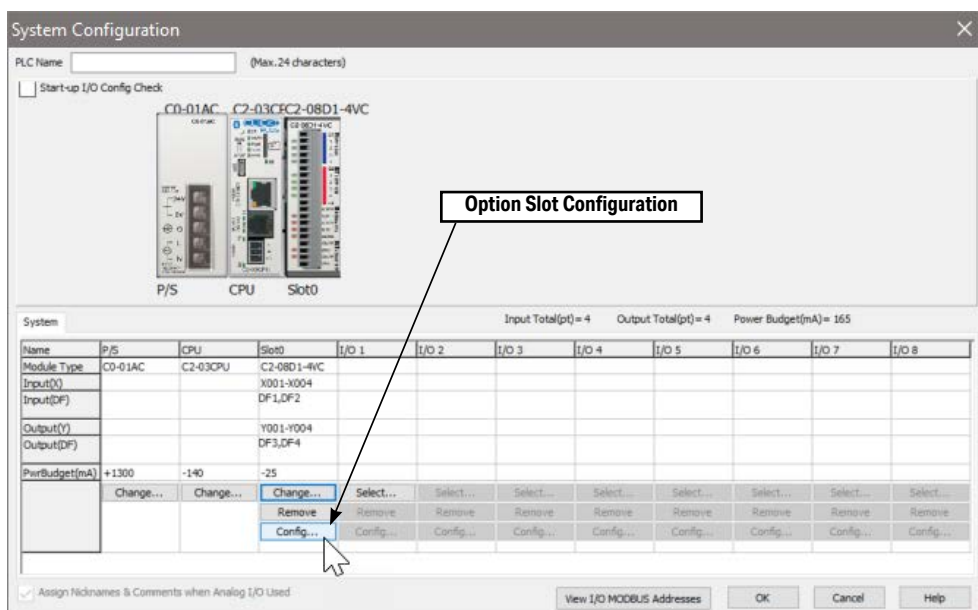 System Configuration
PLC Name (Max.24 characters)
Start-up I/O Config Check
C0-01AC C2-03CPC2-08D1-4VC
Option Slot Configuration
P/S CPU Slot0
System Input Total(pt)= 4 Output Total(pt)= 4 Power Budget(mA)= 165
Name P/S CPU Slot0 I/O 1 I/O 2 I/O 3 I/O 4 I/O 5 I/O 6 I/O 7 I/O 8
Module Type C0-01AC C2-03CPU C2-08D1-4VC
Input(X) X001-X004
Input(DF) DF1,DF2
Output(Y) Y001-Y004
Output(DF) DF3,DF4
PwrBudget(mA) +1300 -140 -25
Change... Change... Change... Select... Select... Select... Select... Select... Select... Select... Select...
Remove Remove Remove Remove Remove Remove Remove Remove Remove
Config... Config... Config... Config... Config... Config... Config... Config... Config...
Assign Nicknames & Comments when Analog I/O Used
View I/O MODBUS Addresses OK Cancel Help